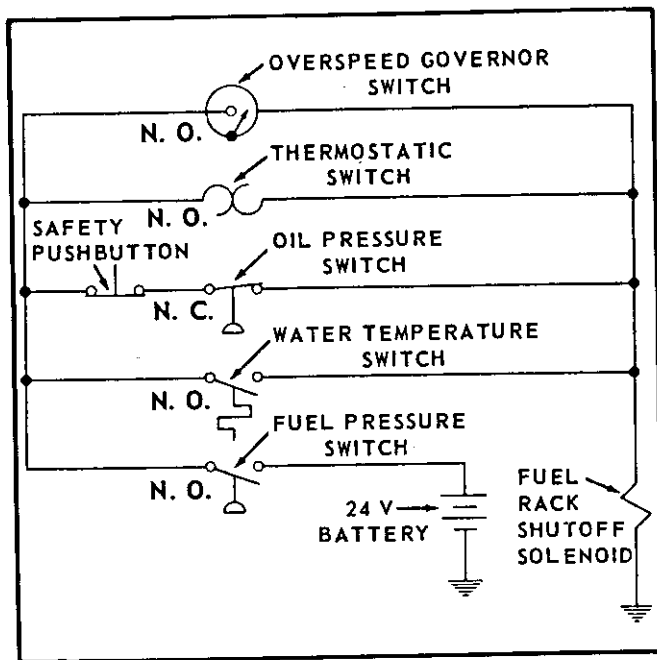 OVERSPEED GOVERNOR
SWITCH
N. O.
THERMOSTATIC
SWITCH
N. O.
SAFETY
PUSHBUTTON
OIL PRESSURE
SWITCH
N. C.
WATER TEMPERATURE
SWITCH
N. O.
FUEL PRESSURE
SWITCH
N. O.
24 V
BATTERY
FUEL
RACK
SHUTOFF
SOLENOID